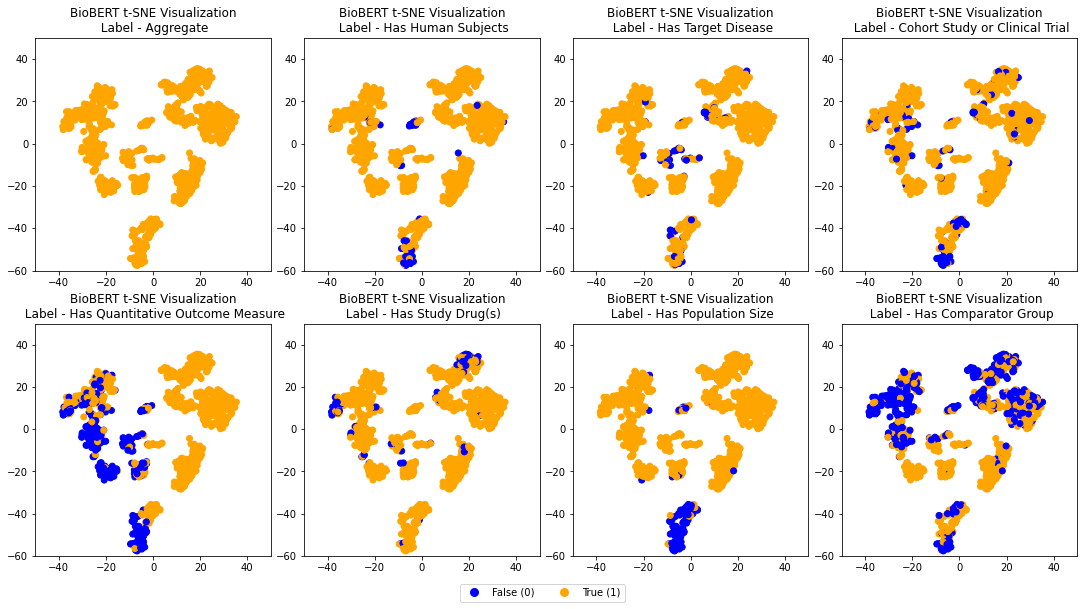 BioBERT t-SNE Visualization
Label - Aggregate
BioBERT t-SNE Visualization
Label - Has Human Subjects
BioBERT t-SNE Visualization
Label - Has Target Disease
BioBERT t-SNE Visualization
Label - Cohort Study or Clinical Trial
40
20
0
−20
−40
−60
−40 −20 0 20 40
40
20
0
−20
−40
−60
−40 −20 0 20 40
40
20
0
−20
−40
−60
−40 −20 0 20 40
40
20
0
−20
−40
−60
−40 −20 0 20 40
BioBERT t-SNE Visualization
Label - Has Quantitative Outcome Measure
BioBERT t-SNE Visualization
Label - Has Study Drug(s)
BioBERT t-SNE Visualization
Label - Has Population Size
BioBERT t-SNE Visualization
Label - Has Comparator Group
40
20
0
−20
−40
−60
−40 −20 0 20 40
40
20
0
−20
−40
−60
−40 −20 0 20 40
40
20
0
−20
−40
−60
−40 −20 0 20 40
40
20
0
−20
−40
−60
−40 −20 0 20 40
False (0) True (1)